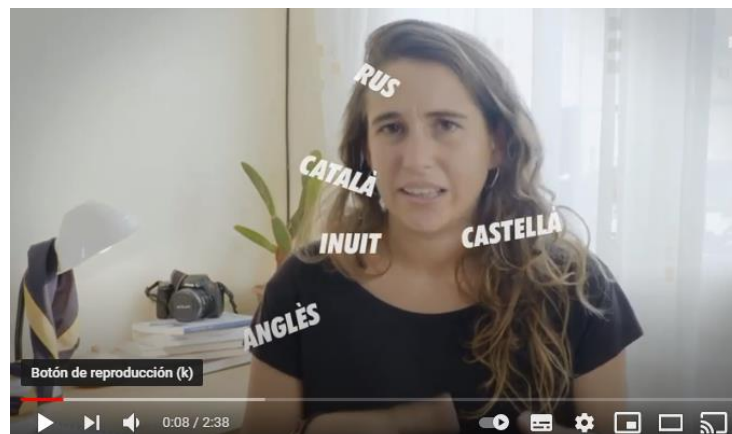 RUS
CATALÀ
INUIT
CASTELLÀ
ANGLÈS
Botón de reproducción (k)
0:08 / 2:38